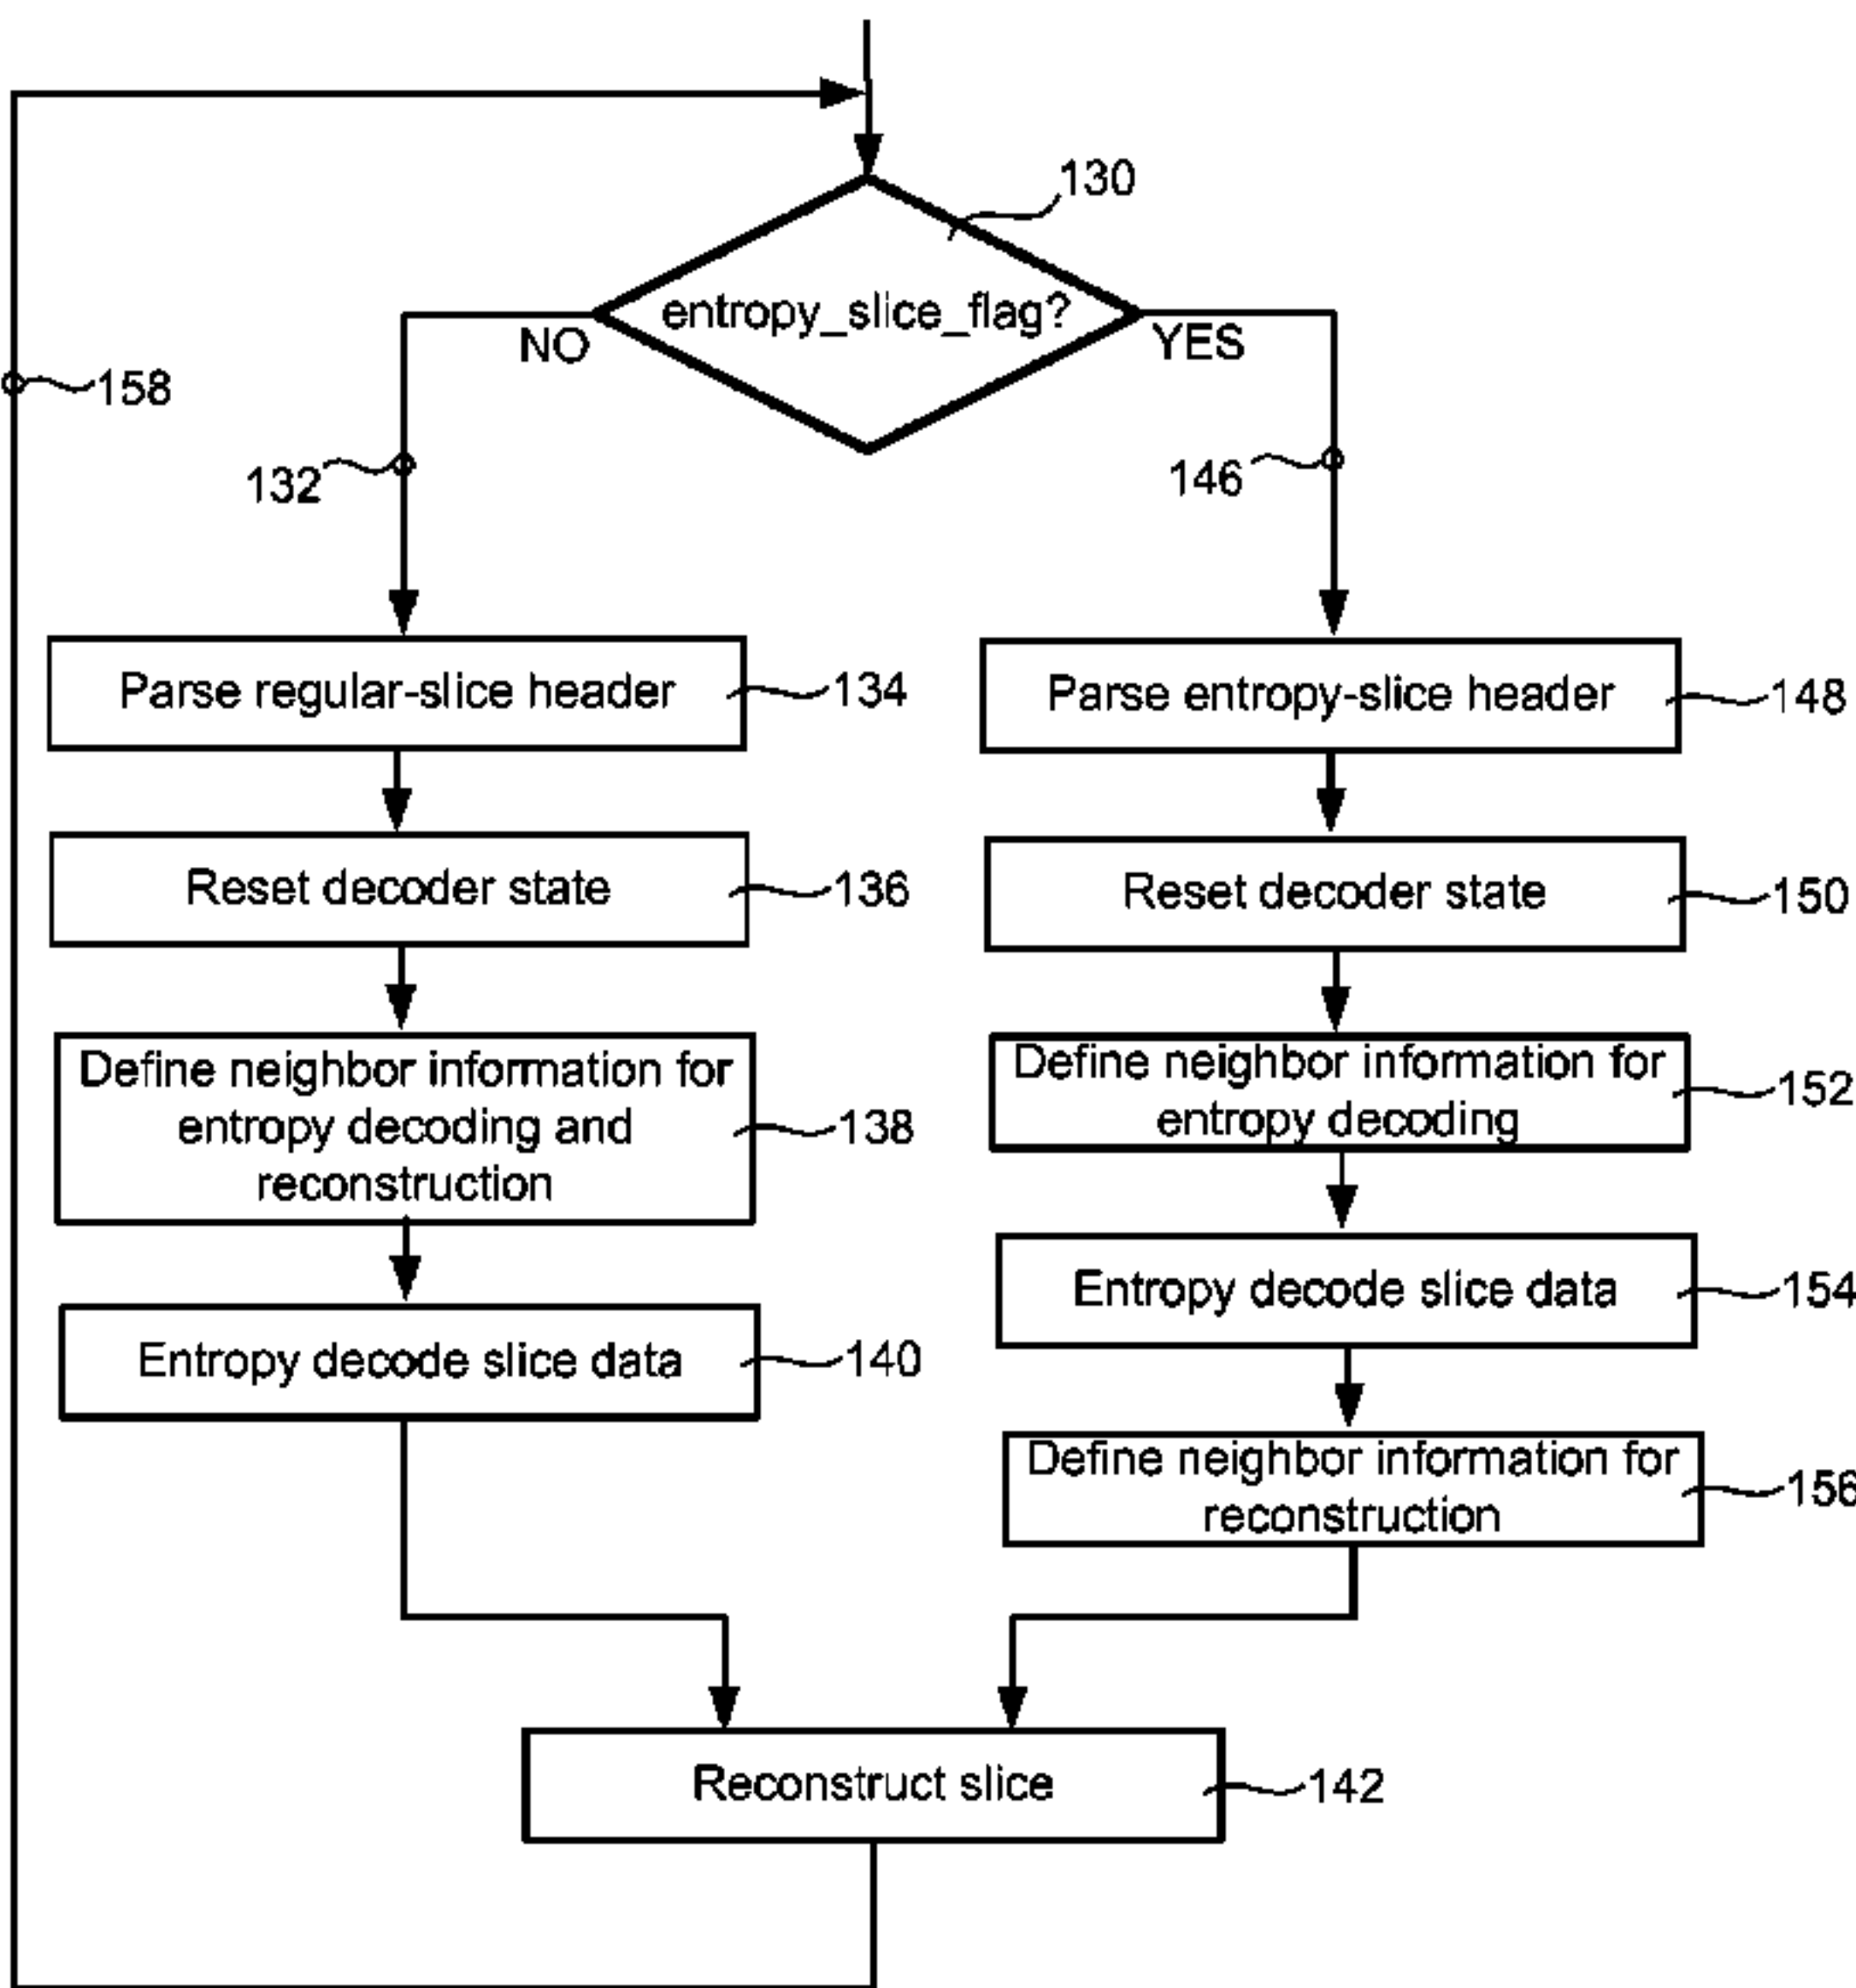 130
entropy_slice_flag?
NO
YES
158
132
146
Parse regular-slice header
134
Parse entropy-slice header
148
Reset decoder state
136
Reset decoder state
150
Define neighbor information for
entropy decoding and
reconstruction
138
Define neighbor information for
entropy decoding
152
Entropy decode slice data
154
Entropy decode slice data
140
Define neighbor information for
reconstruction
156
Reconstruct slice
142